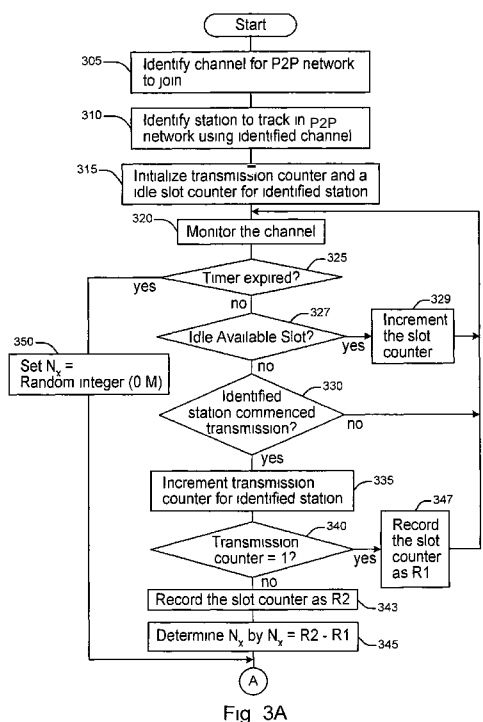 Start
305
Identify channel for P2P network
to join
310
Identify station to track in P2P
network using identified channel
315
Initialize transmission counter and a
idle slot counter for identified station
320
Monitor the channel
325
Timer expired?
yes
no
327
Idle Available Slot?
yes
no
329
Increment
the slot
counter
350
Set Nx =
Random integer (0 M)
330
Identified
station commenced
transmission?
no
yes
335
Increment transmission
counter for identified station
340
Transmission
counter = 1?
yes
no
347
Record
the slot
counter
as R1
Record the slot counter as R2
343
Determine Nx by Nx = R2 - R1
345
A
Fig 3A